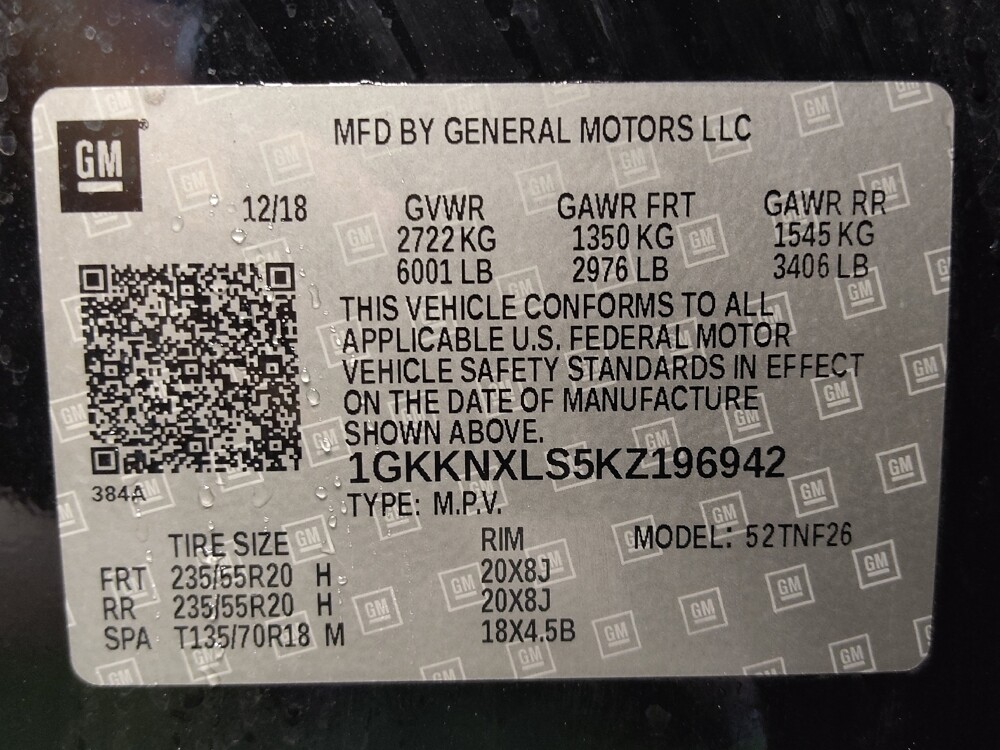 GM
MFD BY GENERAL MOTORS LLC
12/18 GVWR GAWR FRT GAWR RR
2722 KG 1350 KG 1545 KG
6001 LB 2976 LB 3406 LB
THIS VEHICLE CONFORMS TO ALL
APPLICABLE U.S. FEDERAL MOTOR
VEHICLE SAFETY STANDARDS IN EFFECT
ON THE DATE OF MANUFACTURE
SHOWN ABOVE.
1GKKNXLS5KZ196942
384A
TYPE: M.P.V.
TIRE SIZE RIM MODEL: 52TNF26
FRT 235/55R20 H 20X8J
RR 235/55R20 H 20X8J
SPA T135/70R18 M 18X4.5B